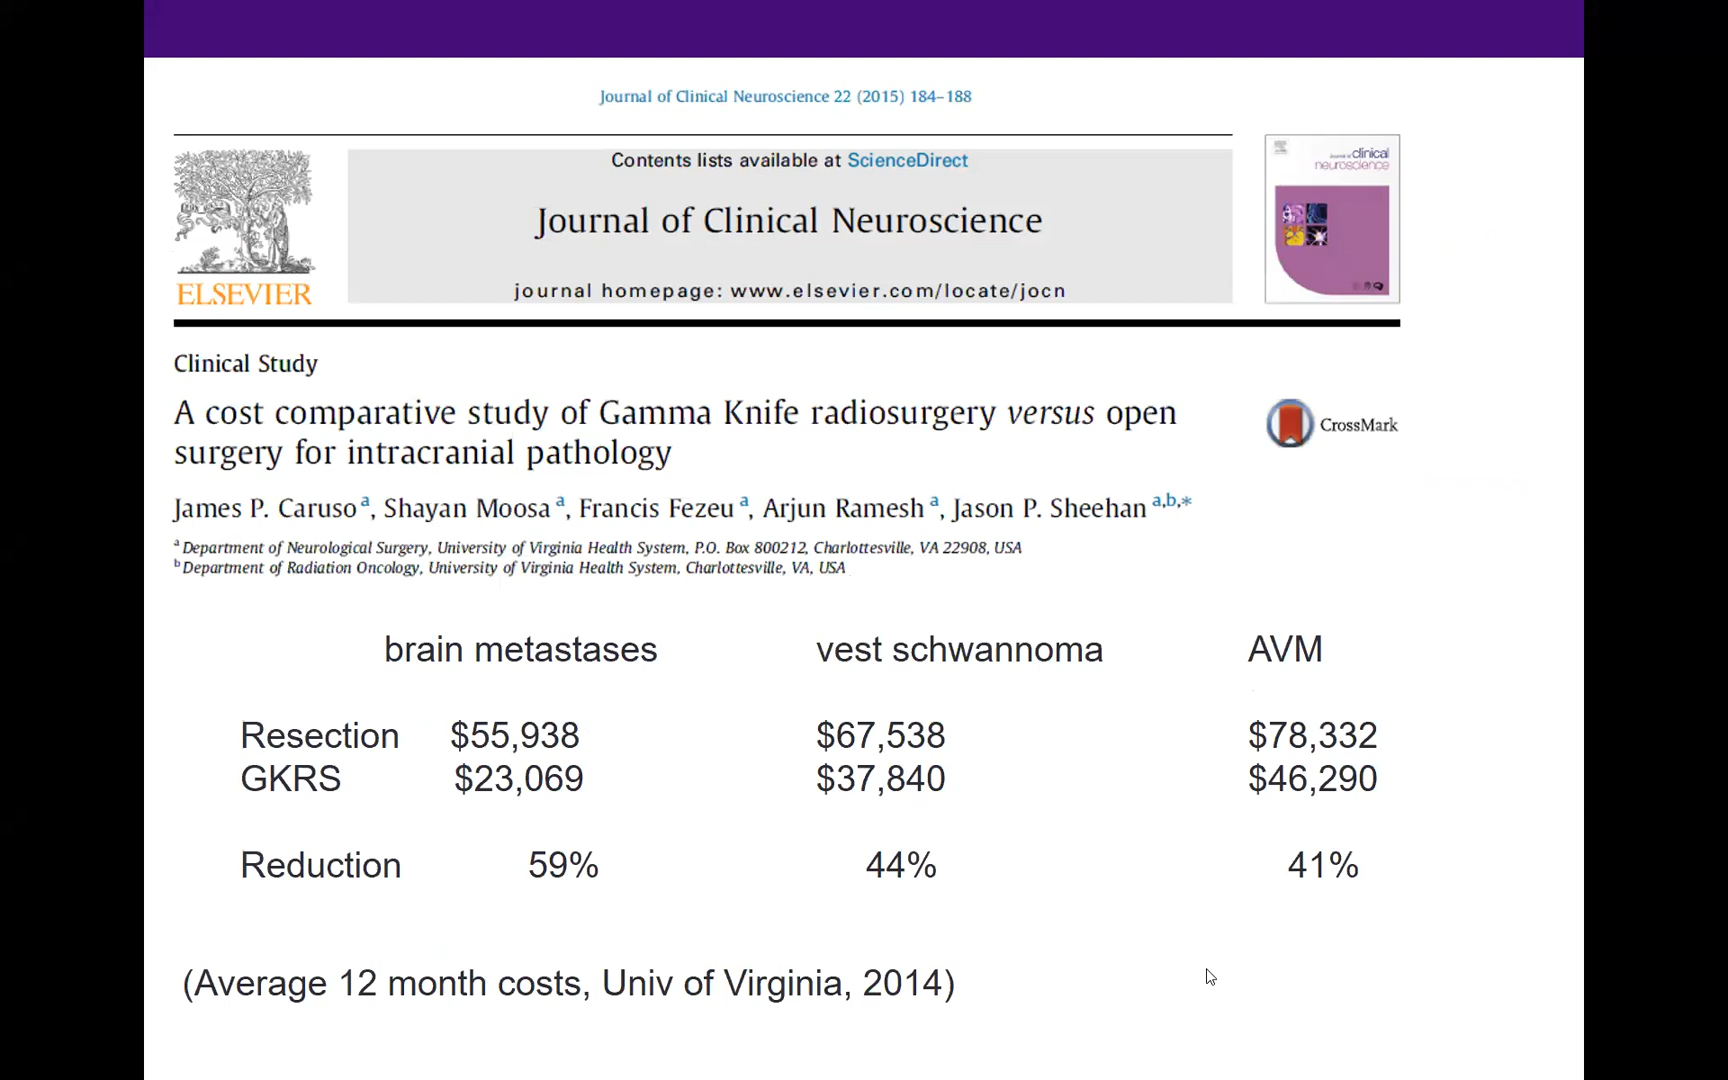 Journal of Clinical Neuroscience 22 (2015) 184–188
Contents lists available at ScienceDirect
Journal of Clinical Neuroscience
journal homepage: www.elsevier.com/locate/jocn
ELSEVIER
Journal of clinical
neuroscience
Clinical Study
A cost comparative study of Gamma Knife radiosurgery versus open
surgery for intracranial pathology
CrossMark
James P. Caruso a, Shayan Moosa a, Francis Fezeu a, Arjun Ramesh a, Jason P. Sheehan a,b,*
a Department of Neurological Surgery, University of Virginia Health System, P.O. Box 800212, Charlottesville, VA 22908, USA
b Department of Radiation Oncology, University of Virginia Health System, Charlottesville, VA, USA
brain metastases vest schwannoma AVM
Resection $55,938 $67,538 $78,332
GKRS $23,069 $37,840 $46,290
Reduction 59% 44% 41%
(Average 12 month costs, Univ of Virginia, 2014)